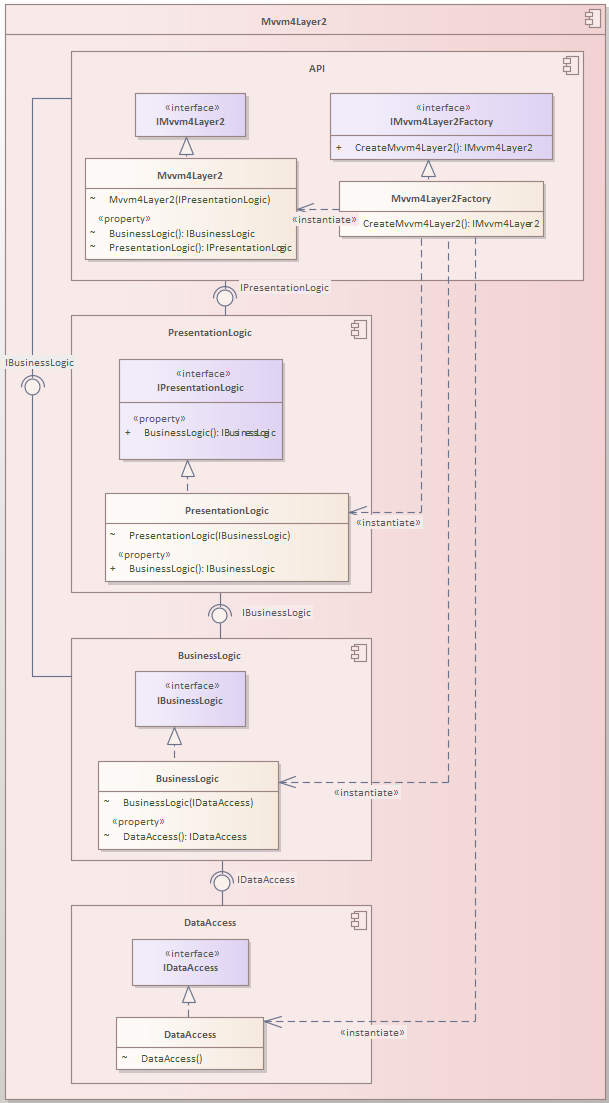 Mvvm4Layer2
API
«interface»
IMvvm4Layer2
«interface»
IMvvm4Layer2Factory
+ CreateMvvm4Layer2(): IMvvm4Layer2
Mvvm4Layer2
~ Mvvm4Layer2(IPresentationLogic)
«property»
~ BusinessLogic(): IBusinessLogic
~ PresentationLogic(): IPresentationLogic
Mvvm4Layer2Factory
CreateMvvm4Layer2(): IMvvm4Layer2
«instantiate»
IPresentationLogic
PresentationLogic
IBusinessLogic
«interface»
IPresentationLogic
«property»
+ BusinessLogic(): IBusinessLogic
PresentationLogic
~ PresentationLogic(IBusinessLogic)
«property»
+ BusinessLogic(): IBusinessLogic
«instantiate»
IBusinessLogic
BusinessLogic
«interface»
IBusinessLogic
BusinessLogic
~ BusinessLogic(IDataAccess)
«property»
~ DataAccess(): IDataAccess
«instantiate»
IDataAccess
DataAccess
«interface»
IDataAccess
DataAccess
~ DataAccess()
«instantiate»